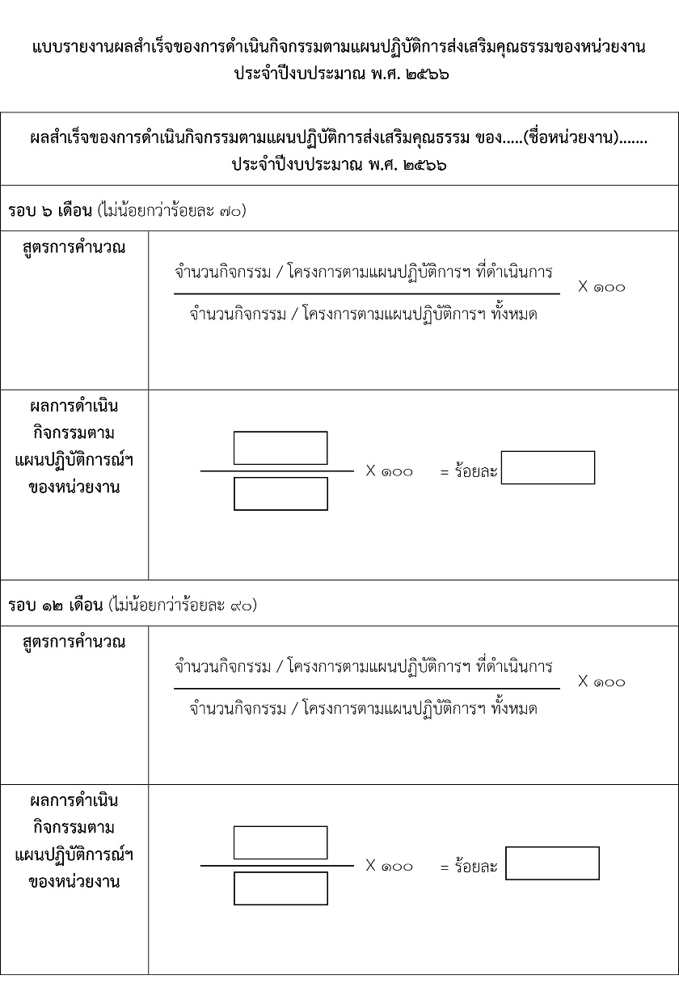 แบบรายงานผลสำเร็จของการดำเนินกิจกรรมตามแผนปฏิบัติการส่งเสริมคุณธรรมของหน่วยงาน
ประจำปีงบประมาณ พ.ศ. ๒๕๖๖
ผลสำเร็จของการดำเนินกิจกรรมตามแผนปฏิบัติการส่งเสริมคุณธรรม ของ.....(ชื่อหน่วยงาน).......
ประจำปีงบประมาณ พ.ศ. ๒๕๖๖
รอบ ๖ เดือน (ไม่น้อยกว่าร้อยละ ๗๐)
สูตรการคำนวณ
จำนวนกิจกรรม / โครงการตามแผนปฏิบัติการฯ ที่ดำเนินการ
X ๑๐๐
จำนวนกิจกรรม / โครงการตามแผนปฏิบัติการฯ ทั้งหมด
ผลการดำเนิน
กิจกรรมตาม
แผนปฏิบัติการณ์ฯ
ของหน่วยงาน
X ๑๐๐ = ร้อยละ
รอบ ๑๒ เดือน (ไม่น้อยกว่าร้อยละ ๙๐)
สูตรการคำนวณ
จำนวนกิจกรรม / โครงการตามแผนปฏิบัติการฯ ที่ดำเนินการ
X ๑๐๐
จำนวนกิจกรรม / โครงการตามแผนปฏิบัติการฯ ทั้งหมด
ผลการดำเนิน
กิจกรรมตาม
แผนปฏิบัติการณ์ฯ
ของหน่วยงาน
X ๑๐๐ = ร้อยละ